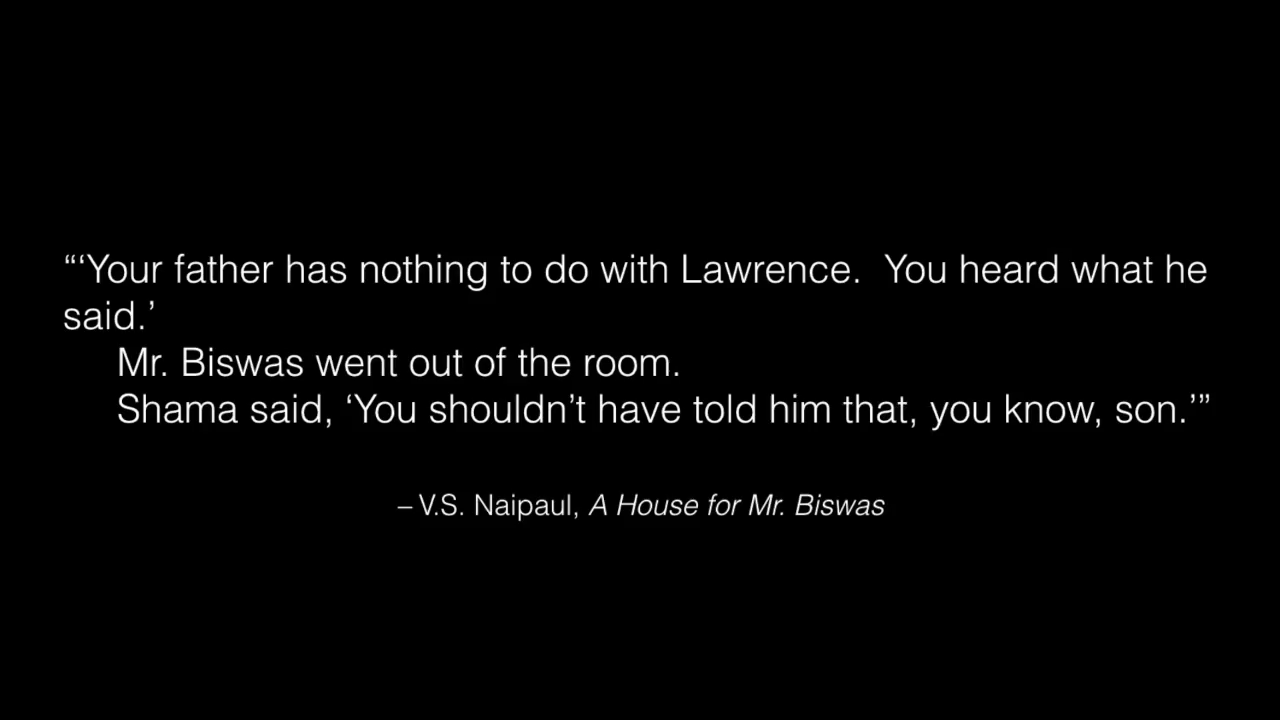 “‘Your father has nothing to do with Lawrence.  You heard what he
said.’
Mr. Biswas went out of the room.
Shama said, ‘You shouldn’t have told him that, you know, son.’”
– V.S. Naipaul, A House for Mr. Biswas